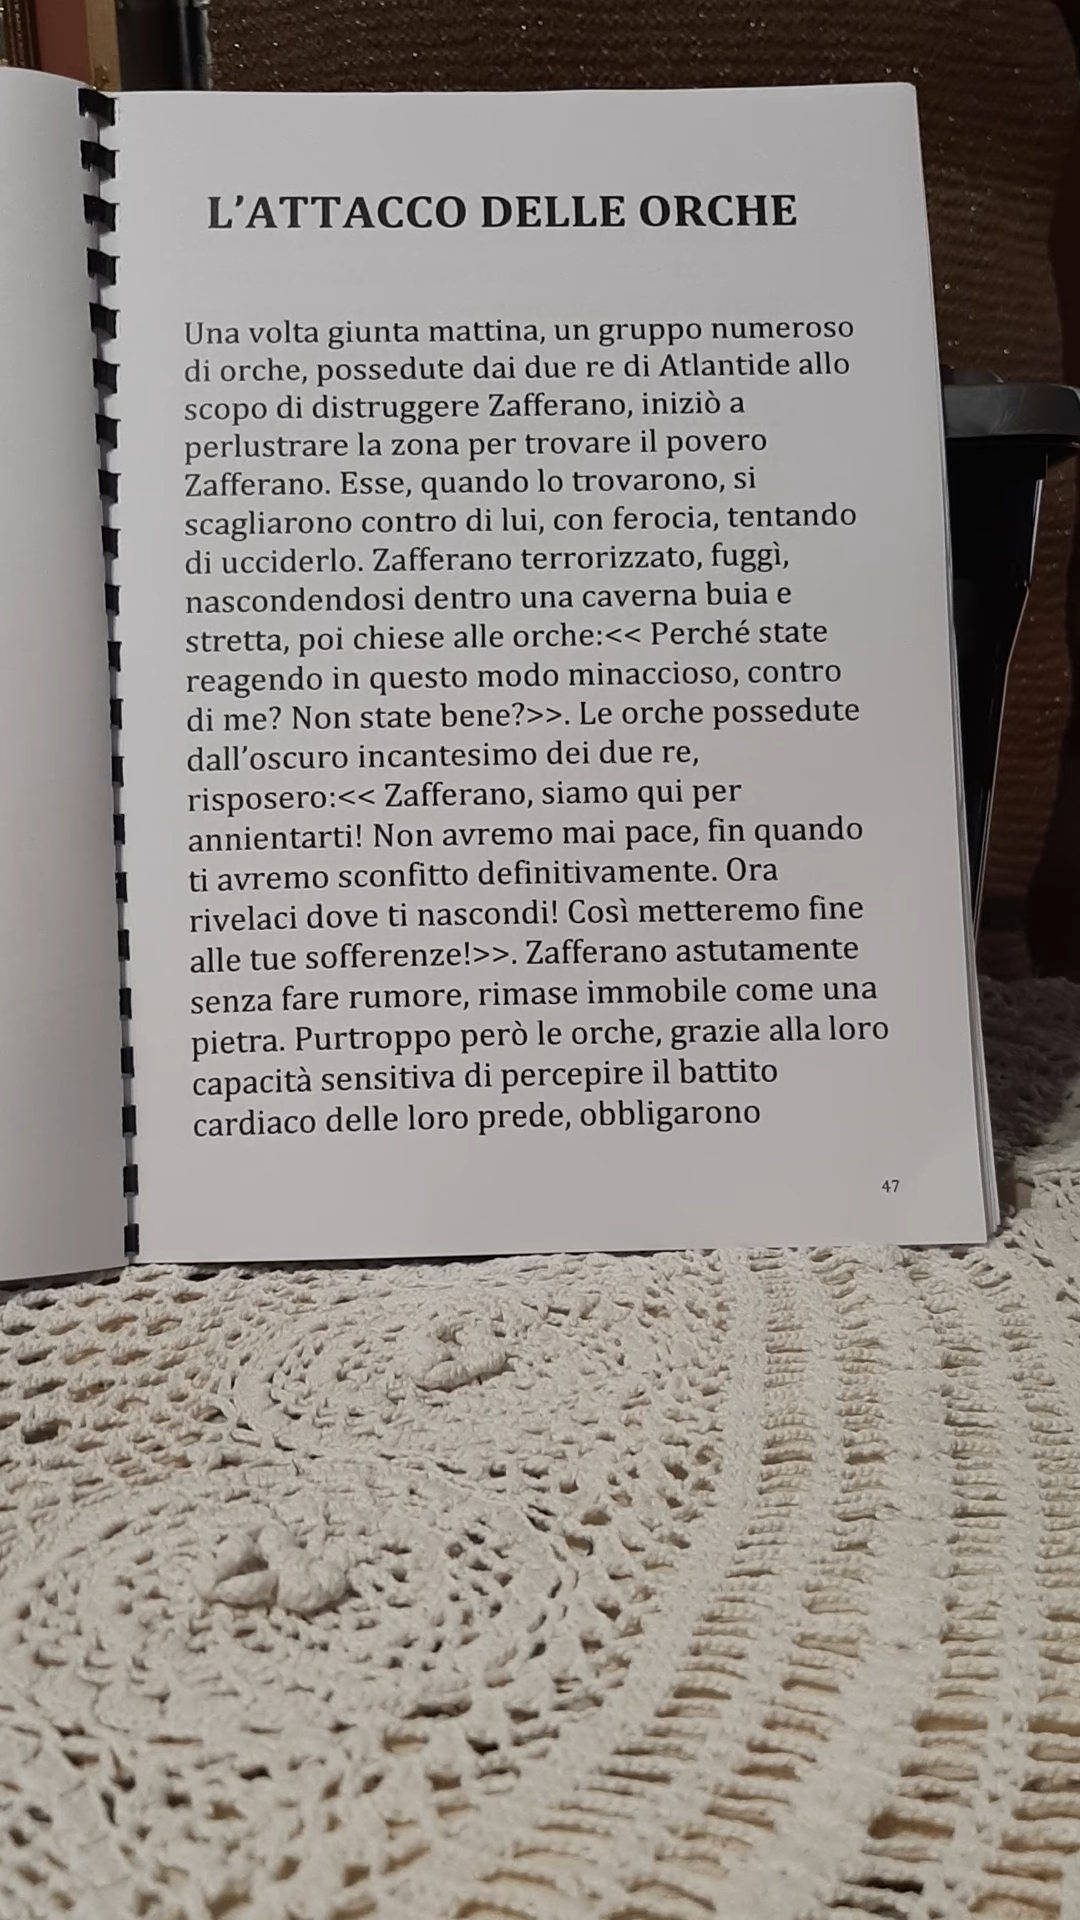 L'ATTACCO DELLE ORCHE
Una volta giunta mattina, un gruppo numeroso
di orche, possedute dai due re di Atlantide allo
scopo di distruggere Zafferano, iniziò a
perlustrare la zona per trovare il povero
Zafferano. Esse, quando lo trovarono, si
scagliarono contro di lui, con ferocia, tentando
di ucciderlo. Zafferano terrorizzato, fuggì,
nascondendosi dentro una caverna buia e
stretta, poi chiese alle orche:<< Perché state
reagendo in questo modo minaccioso, contro
di me? Non state bene?>>. Le orche possedute
dall'oscuro incantesimo dei due re,
risposero:<< Zafferano, siamo qui per
annientarti! Non avremo mai pace, fin quando
ti avremo sconfitto definitivamente. Ora
rivelaci dove ti nascondi! Così metteremo fine
alle tue sofferenze!>>. Zafferano astutamente
senza fare rumore, rimase immobile come una
pietra. Purtroppo però le orche, grazie alla loro
capacità sensitiva di percepire il battito
cardiaco delle loro prede, obbligarono
47